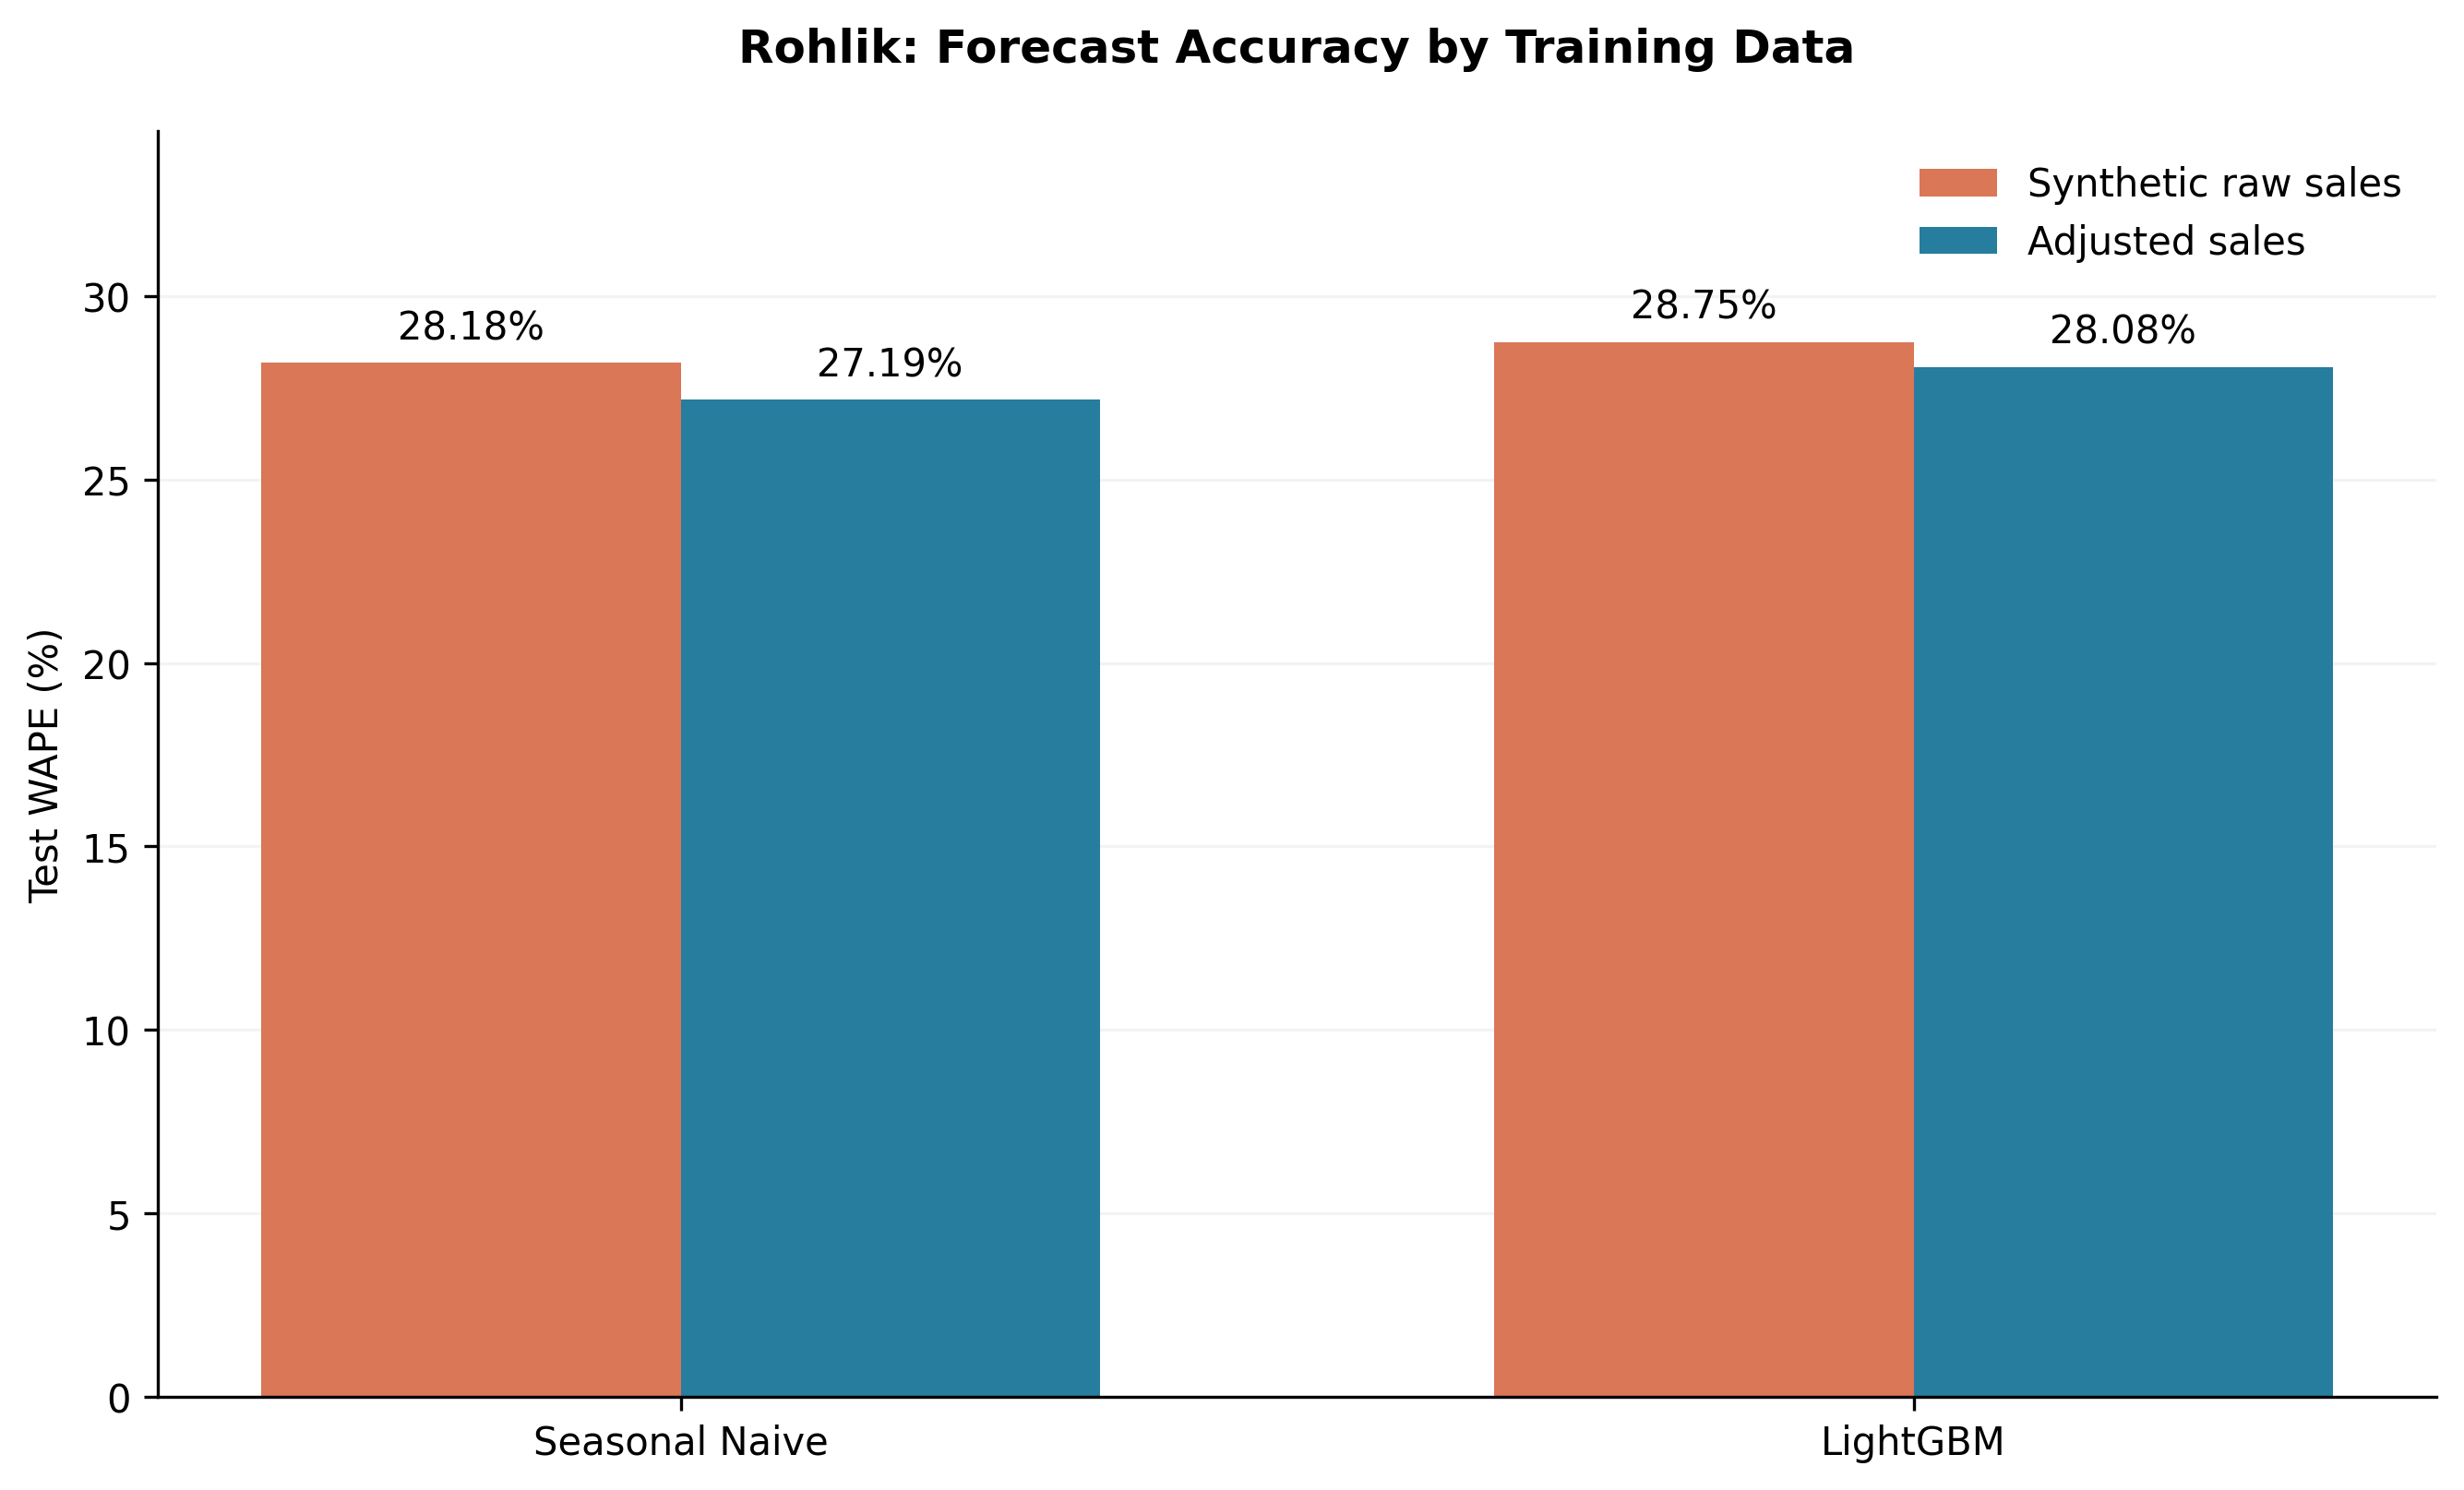 Rohlik: Forecast Accuracy by Training Data
Synthetic raw sales
Adjusted sales
Test WAPE (%)
30
25
20
15
10
5
0
28.18%
27.19%
28.75%
28.08%
Seasonal Naive
LightGBM